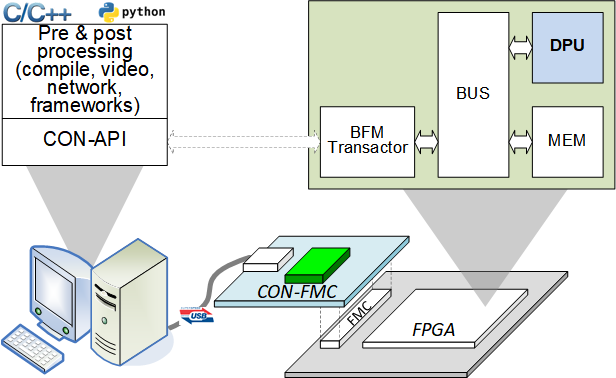 C/C++
python
Pre & post
processing
(compile, video,
network,
frameworks)
CON-API
BFM
Transactor
BUS
DPU
MEM
CON-FMC
USB
FMC
FPGA